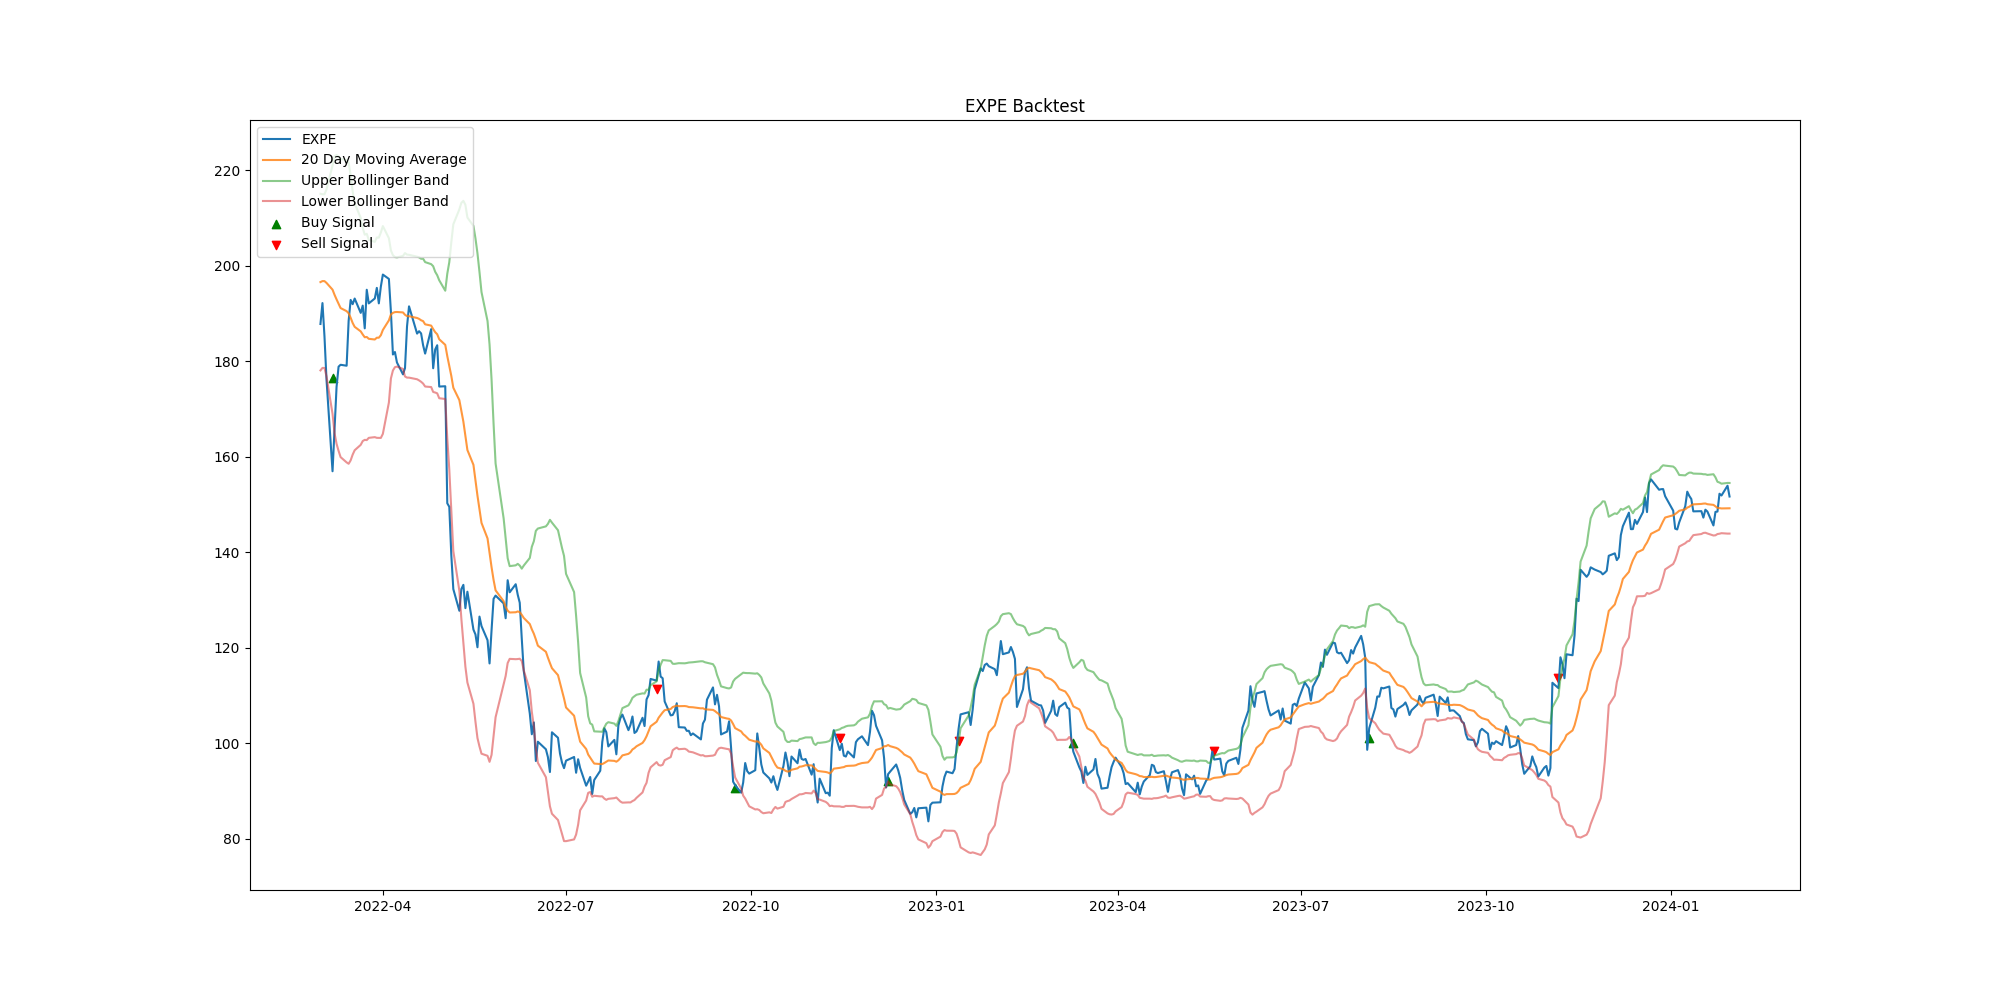 EXPE Backtest
EXPE
20 Day Moving Average
Upper Bollinger Band
Lower Bollinger Band
Buy Signal
Sell Signal
220
200
180
160
140
120
100
80
2022-04 2022-07 2022-10 2023-01 2023-04 2023-07 2023-10 2024-01